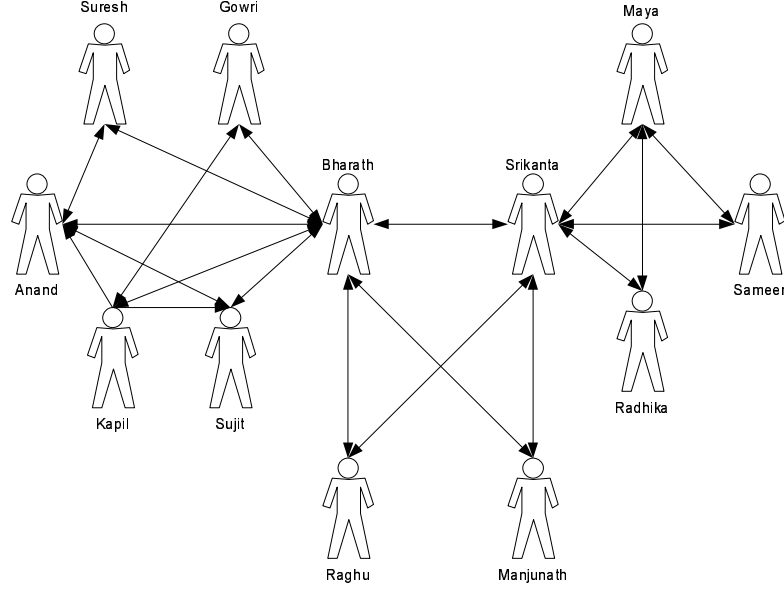 Suresh
Gowri
Maya
Bharath
Srikanta
Anand
Sameer
Kapil
Sujit
Radhika
Raghu
Manjunath